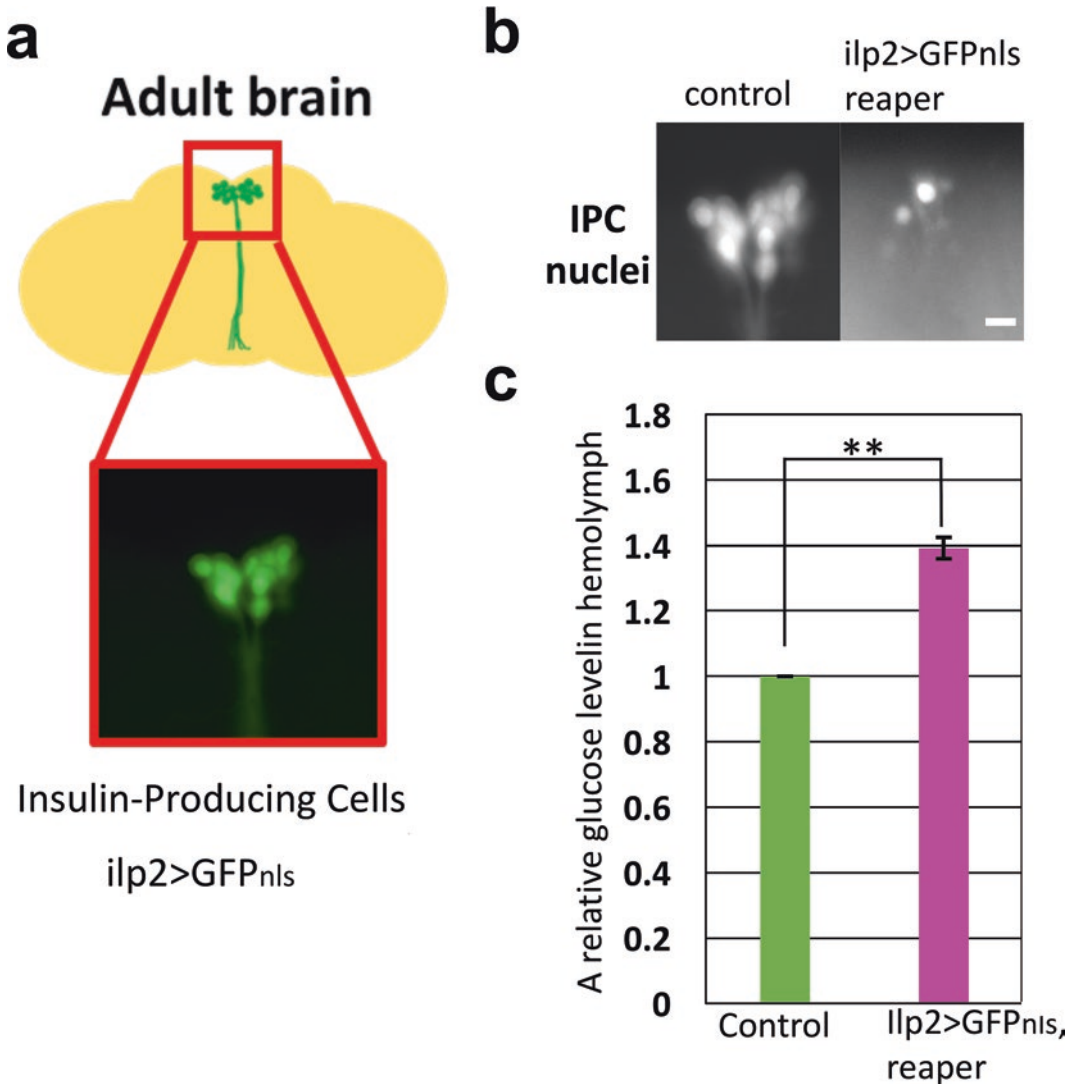 a
Adult brain
Insulin-Producing Cells
ilp2>GFPnls
b
control
ilp2>GFPnls
reaper
IPC
nuclei
c
A relative glucose levelin hemolymph
1.8
1.6
1.4
1.2
1
0.8
0.6
0.4
0.2
0
**
Control
Ilp2>GFPnls,
reaper